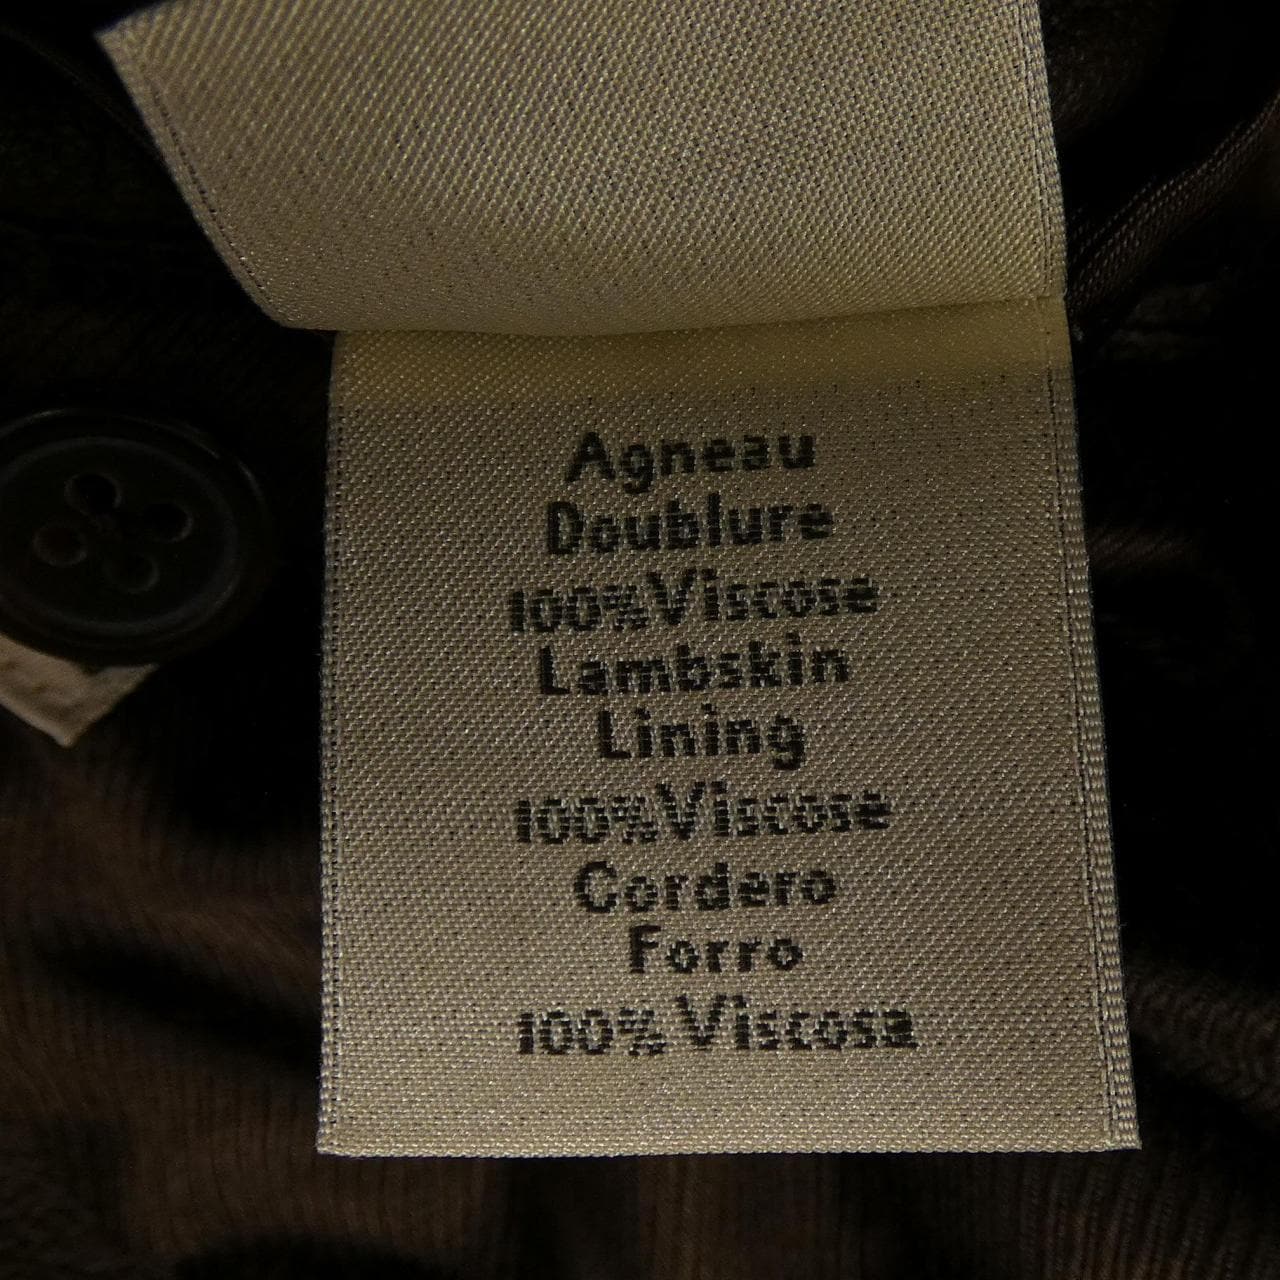 Agneau
Doublure
100% Viscose
Lambskin
Lining
100% Viscose
Cordero
Forro
100% Viscosa